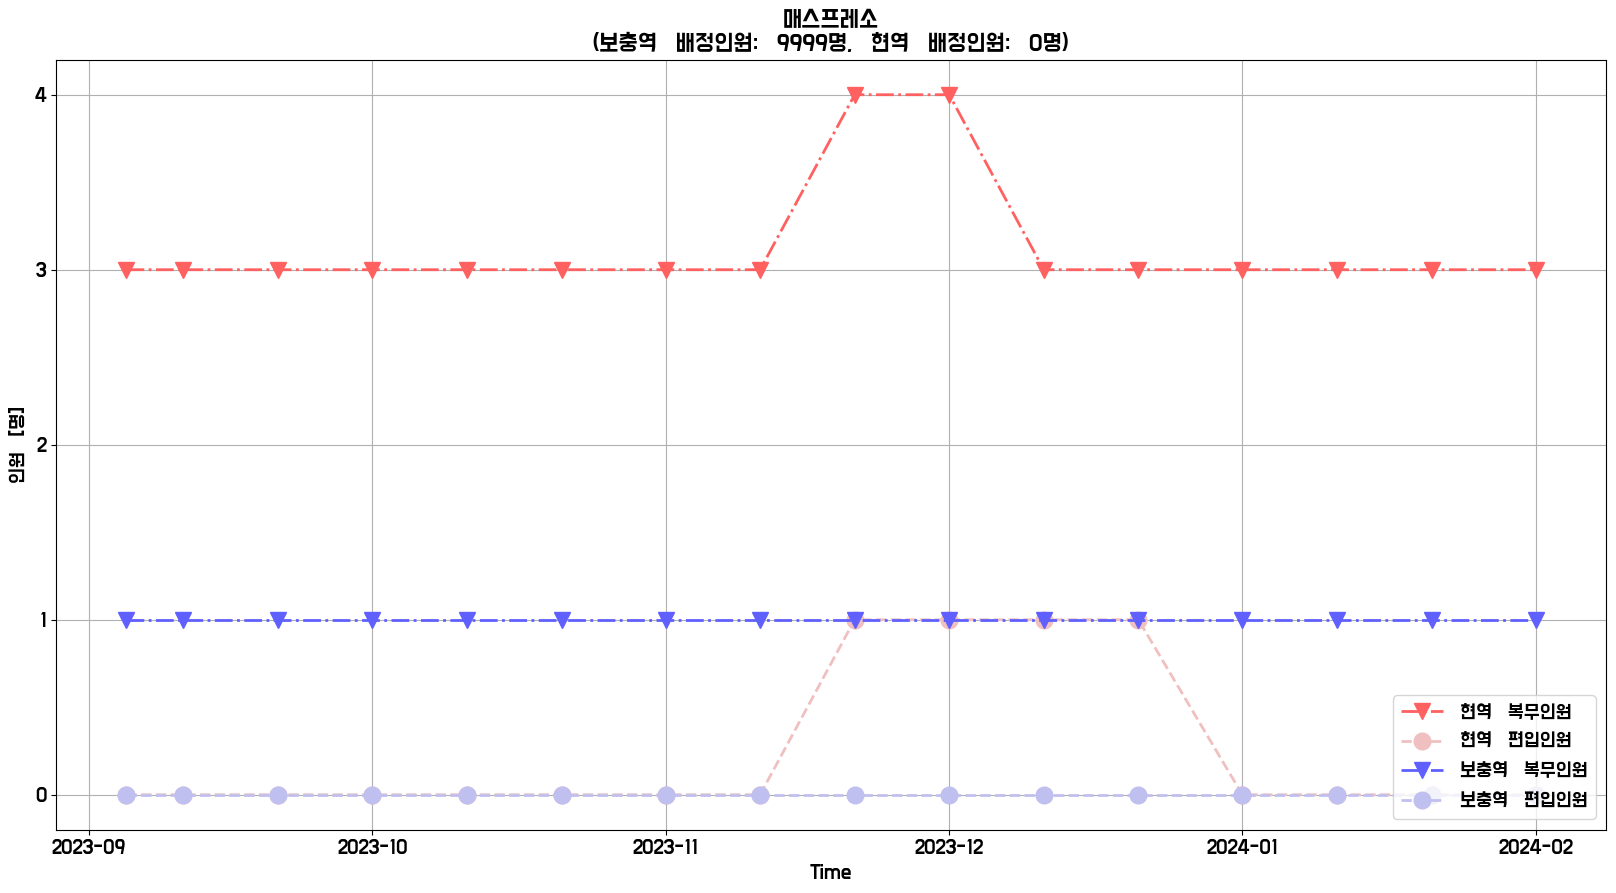 매스프레소
(보충역 배정인원: 9999명, 현역 배정인원: 0명)
인원 [명]
4
3
2
1
0
2023-09
2023-10
2023-11
2023-12
2024-01
2024-02
Time
현역 복무인원
현역 편입인원
보충역 복무인원
보충역 편입인원